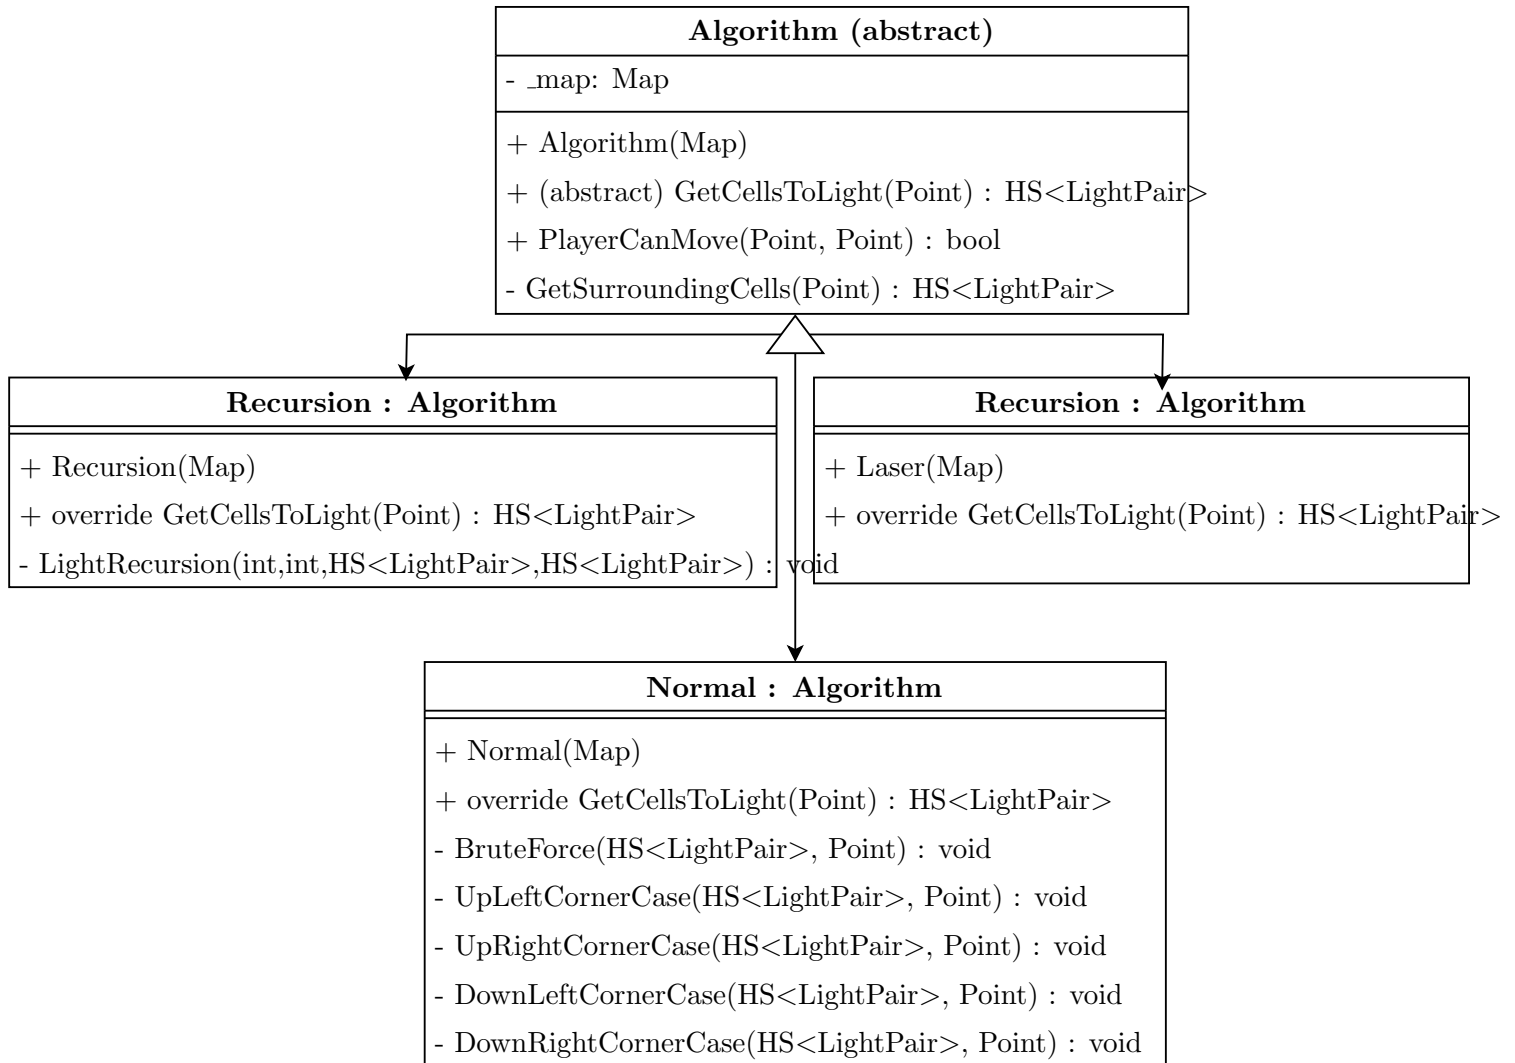 Algorithm (abstract)
- _map: Map
+ Algorithm(Map)
+ (abstract) GetCellsToLight(Point) : HS<LightPair>
+ PlayerCanMove(Point, Point) : bool
- GetSurroundingCells(Point) : HS<LightPair>
Recursion : Algorithm
+ Recursion(Map)
+ override GetCellsToLight(Point) : HS<LightPair>
- LightRecursion(int,int,HS<LightPair>,HS<LightPair>) : void
Recursion : Algorithm
+ Laser(Map)
+ override GetCellsToLight(Point) : HS<LightPair>
Normal : Algorithm
+ Normal(Map)
+ override GetCellsToLight(Point) : HS<LightPair>
- BruteForce(HS<LightPair>, Point) : void
- UpLeftCornerCase(HS<LightPair>, Point) : void
- UpRightCornerCase(HS<LightPair>, Point) : void
- DownLeftCornerCase(HS<LightPair>, Point) : void
- DownRightCornerCase(HS<LightPair>, Point) : void